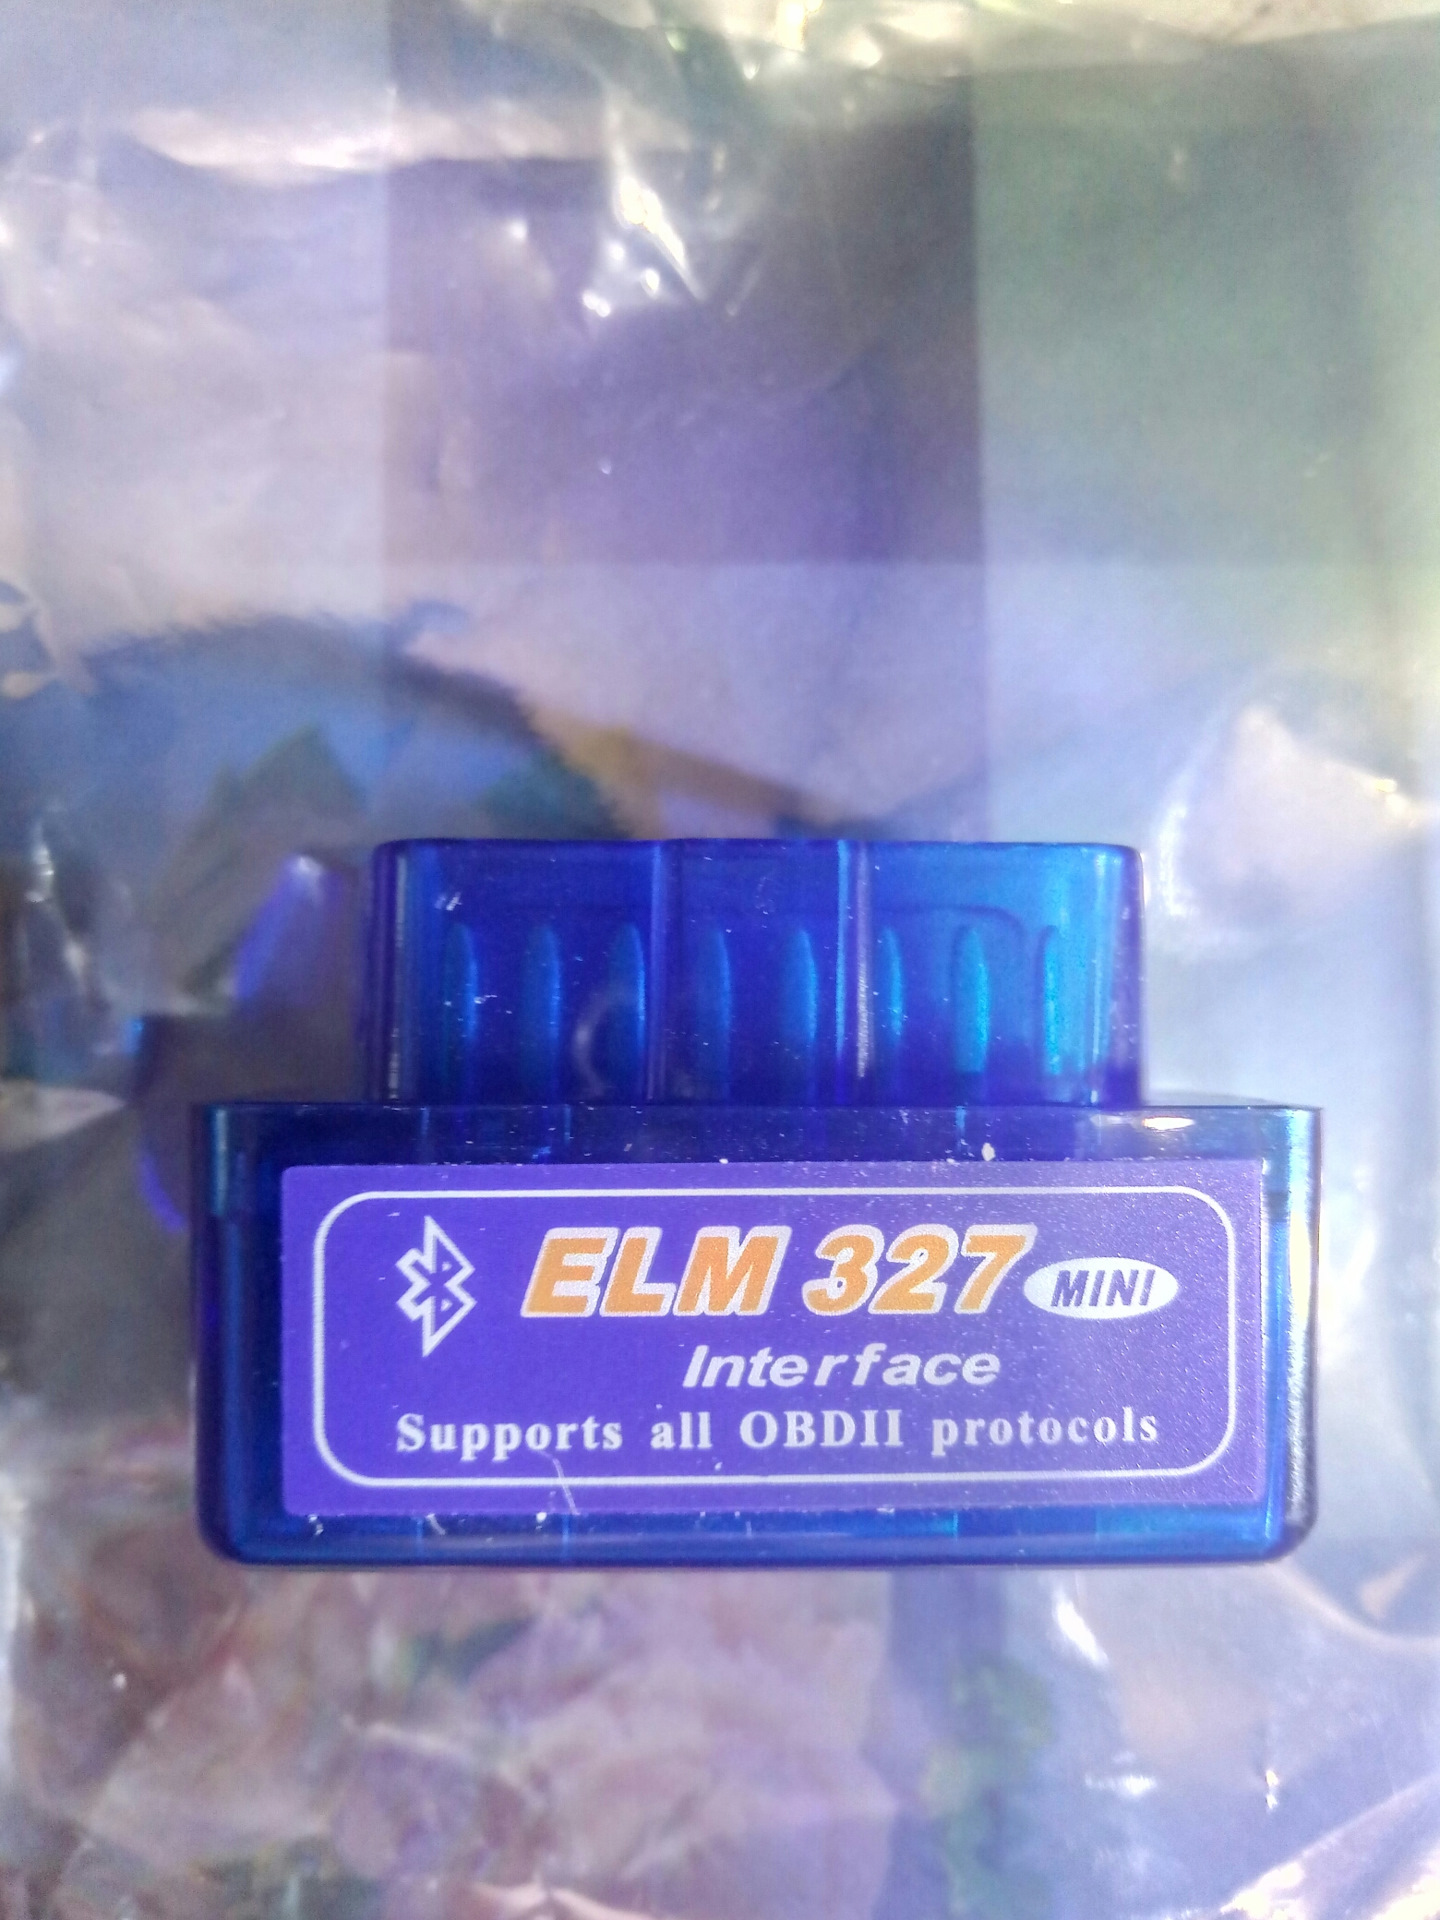 ELM 327 MINI
Interface
Supports all OBDII protocols